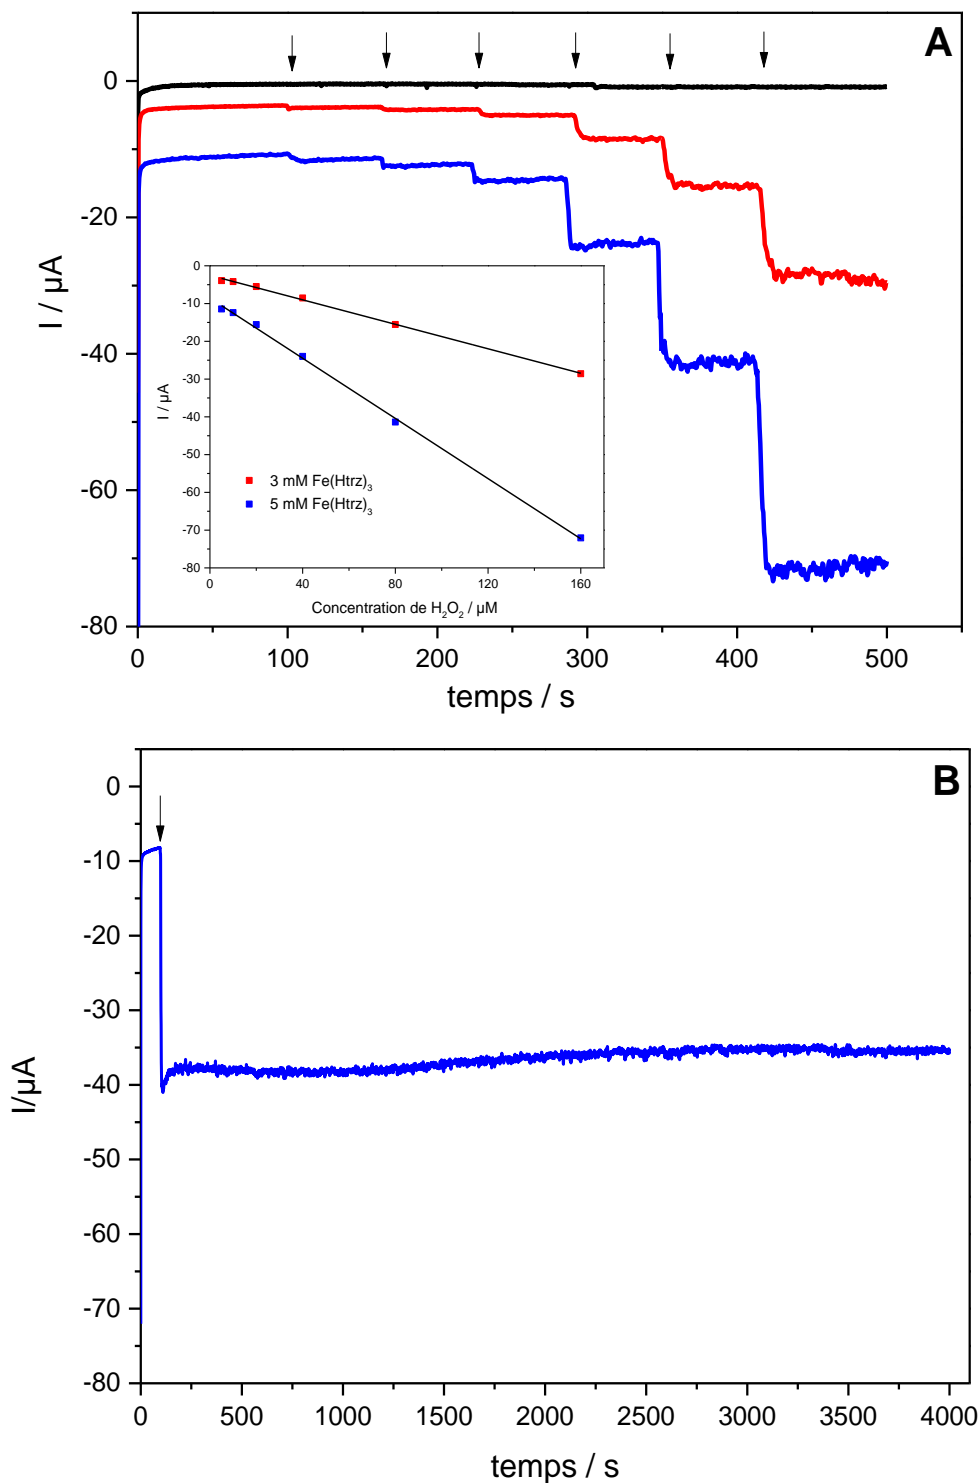 A
0
-20
-40
-60
-80
I / µA
0 100 200 300 400 500
temps / s
0
-10
-20
-30
-40
-50
-60
-70
-80
I / µA
3 mM Fe(Htrz)₃
5 mM Fe(Htrz)₃
0 40 80 120 160
Concentration de H₂O₂ / µM
B
0
-10
-20
-30
-40
-50
-60
-70
-80
I/µA
0 500 1000 1500 2000 2500 3000 3500 4000
temps / s